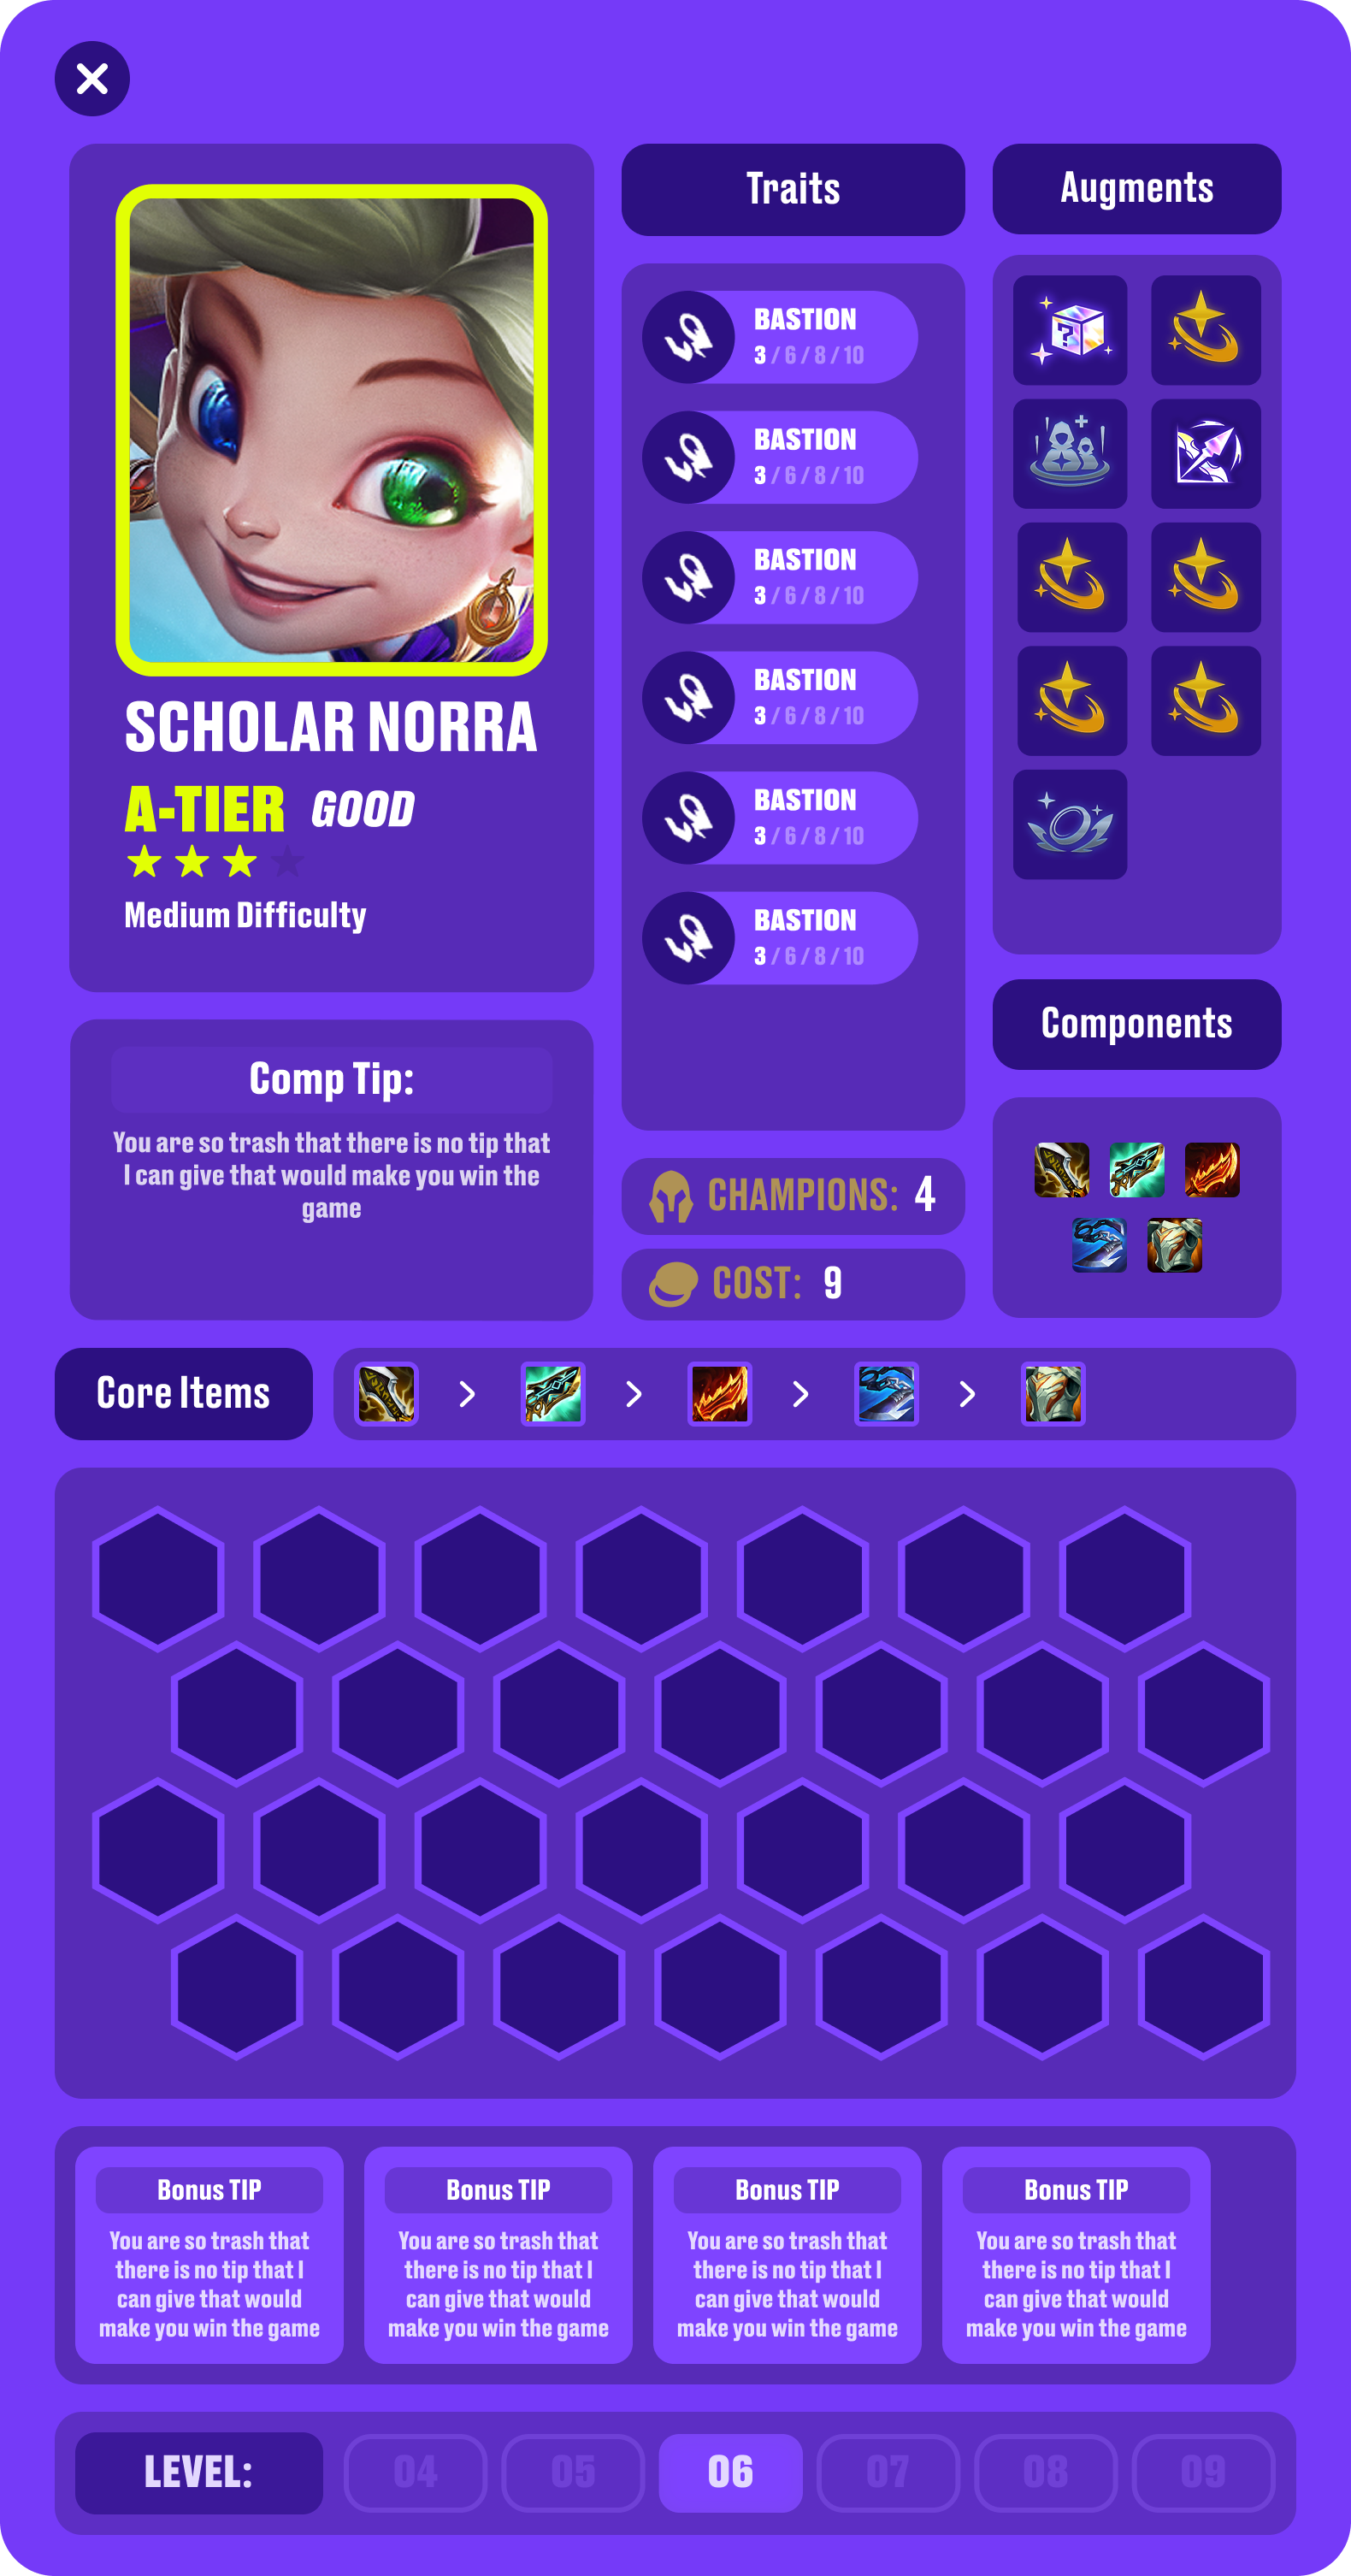 SCHOLAR NORRA
A-TIER GOOD
Medium Difficulty
Comp Tip:
You are so trash that there is no tip that
I can give that would make you win the
game
Traits
BASTION
3 / 6 / 8 / 10
BASTION
3 / 6 / 8 / 10
BASTION
3 / 6 / 8 / 10
BASTION
3 / 6 / 8 / 10
BASTION
3 / 6 / 8 / 10
BASTION
3 / 6 / 8 / 10
CHAMPIONS: 4
COST: 9
Augments
?
Components
Core Items
Bonus TIP
You are so trash that
there is no tip that I
can give that would
make you win the game
Bonus TIP
You are so trash that
there is no tip that I
can give that would
make you win the game
Bonus TIP
You are so trash that
there is no tip that I
can give that would
make you win the game
Bonus TIP
You are so trash that
there is no tip that I
can give that would
make you win the game
LEVEL: 04 05 06 07 08 09